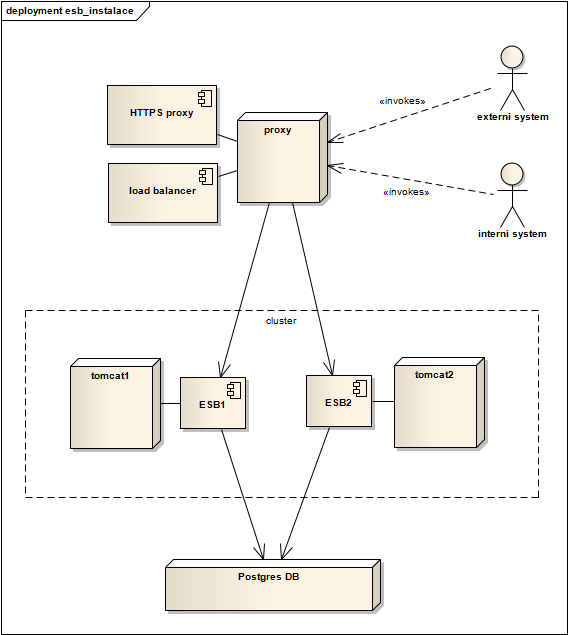 deployment esb_instalace
HTTPS proxy
proxy
«invokes»
externi system
load balancer
«invokes»
interni system
cluster
tomcat1
ESB1
ESB2
tomcat2
Postgres DB